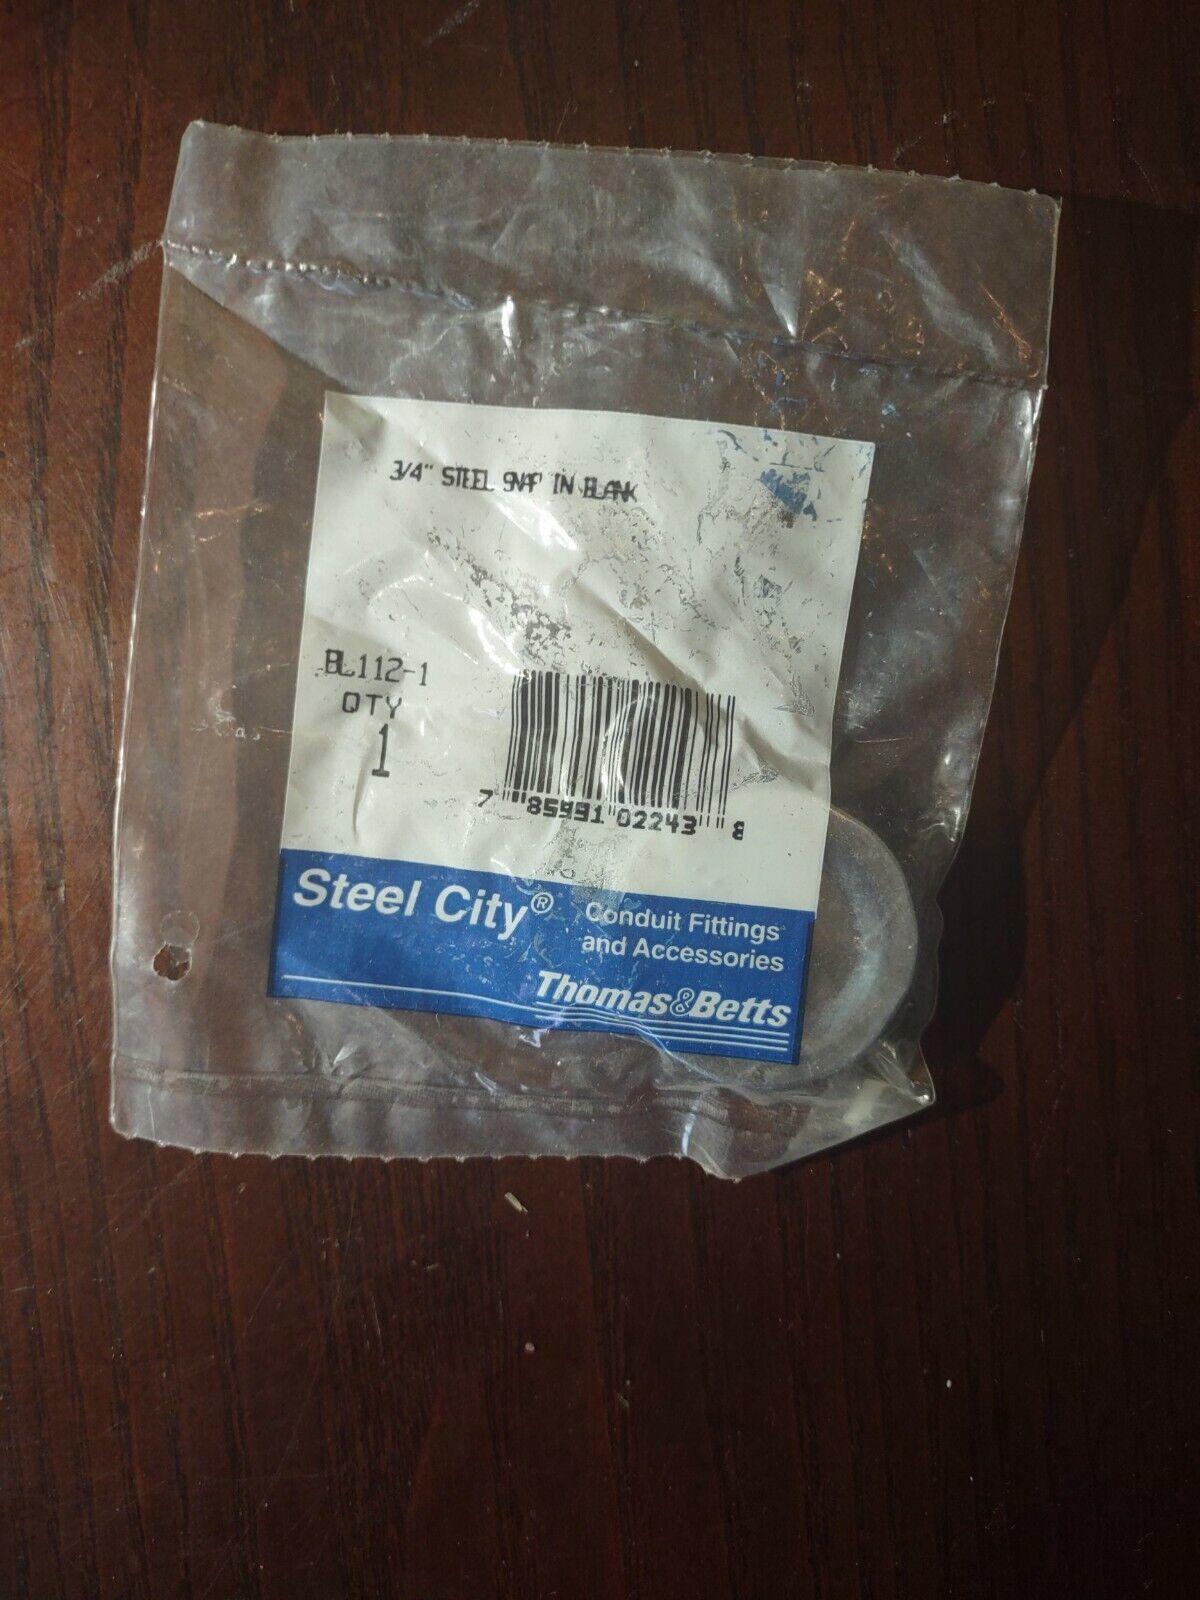 3/4" STEEL SNAP IN BLANK
BL112-1
QTY
1
7 85991 02243 8
Steel City®
Conduit Fittings
and Accessories
Thomas&Betts